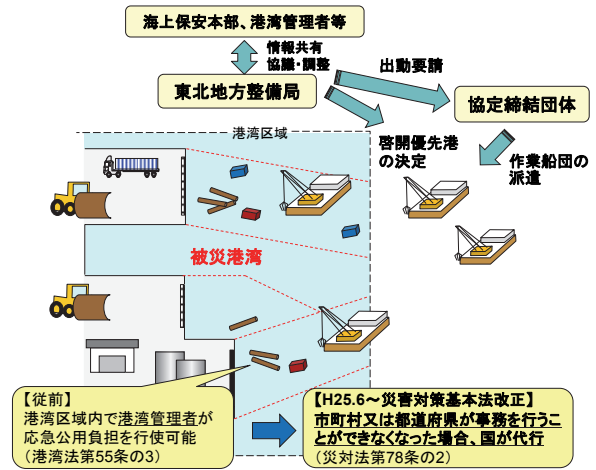 海上保安本部、港湾管理者等
情報共有
協議・調整
出動要請
東北地方整備局
協定締結団体
港湾区域
啓開優先港
の決定
作業船団の
派遣
被災港湾
【従前】
港湾区域内で港湾管理者が
応急公用負担を行使可能
（港湾法第55条の3）
【H25.6～災害対策基本法改正】
市町村又は都道府県が事務を行うこ
とができなくなった場合、国が代行
（災対法第78条の2）